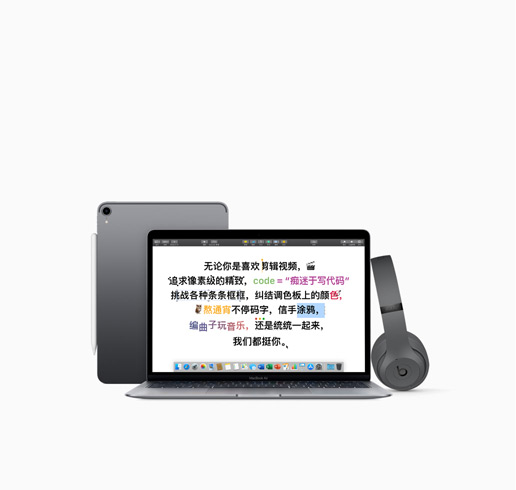 无论你是喜欢剪辑视频，
追求像素级的精致，code = “痴迷于写代码”
挑战各种条条框框，纠结调色板上的颜色，
熬通宵不停码字，信手涂鸦，
编曲子玩音乐，还是统统一起来，
我们都挺你。
MacBook Air